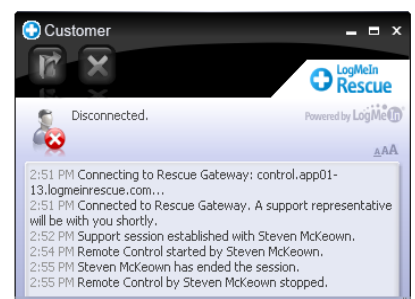 Customer
LogMeIn
Rescue
Disconnected.
Powered by LogMeIn
AAA
2:51 PM Connecting to Rescue Gateway: control.app01-
13.logmeinrescue.com...
2:51 PM Connected to Rescue Gateway. A support representative
will be with you shortly.
2:52 PM Support session established with Steven McKeown.
2:54 PM Remote Control started by Steven McKeown.
2:55 PM Steven McKeown has ended the session.
2:55 PM Remote Control by Steven McKeown stopped.